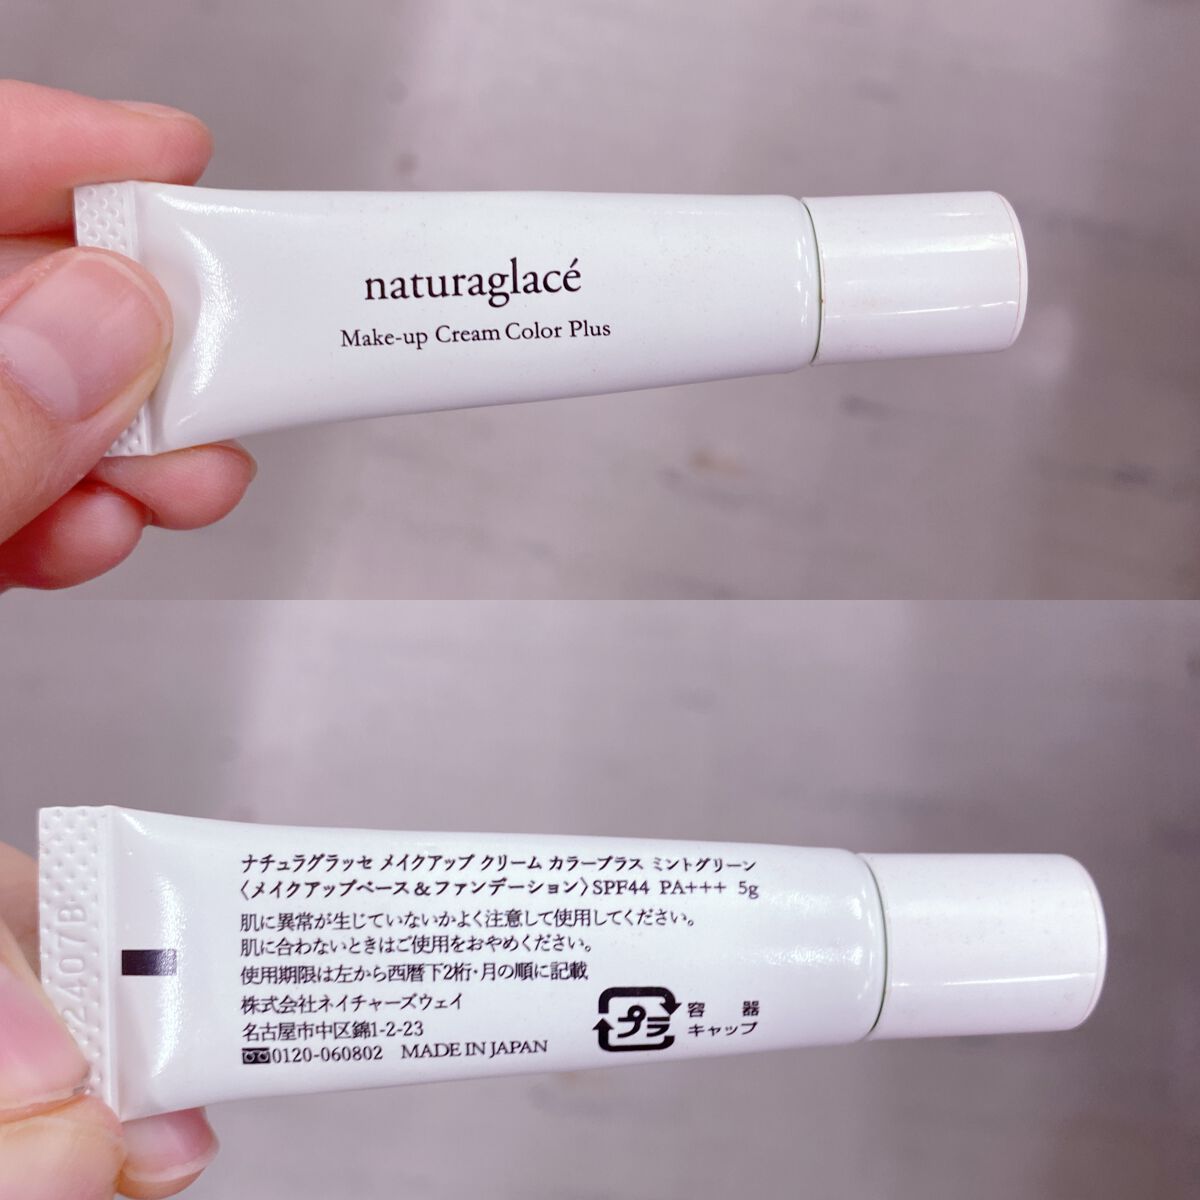 naturaglacé
Make-up Cream Color Plus
ナチュラグラッセ メイクアップ クリーム カラープラス ミントグリーン
〈メイクアップベース&ファンデーション〉SPF44 PA+++ 5g
肌に異常が生じていないかよく注意して使用してください。
肌に合わないときはご使用をおやめください。
使用期限は左から西暦下2桁・月の順に記載
株式会社ネイチャーズウェイ
名古屋市中区錦1-2-23
0120-060802 MADE IN JAPAN
プラ
容器
キャップ
2407B